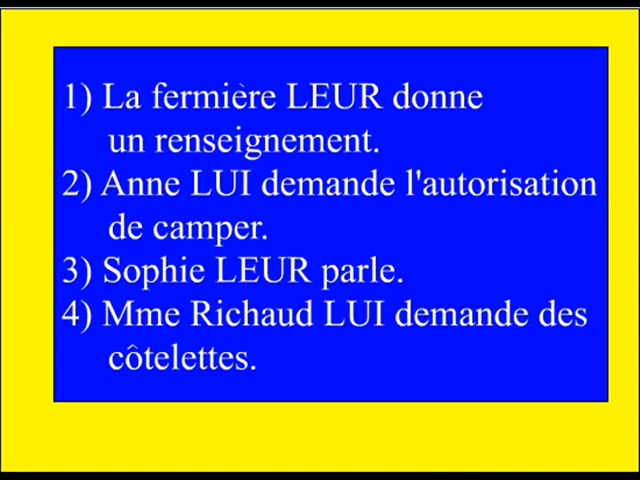 1) La fermière LEUR donne
un renseignement.
2) Anne LUI demande l'autorisation
de camper.
3) Sophie LEUR parle.
4) Mme Richaud LUI demande des
côtelettes.